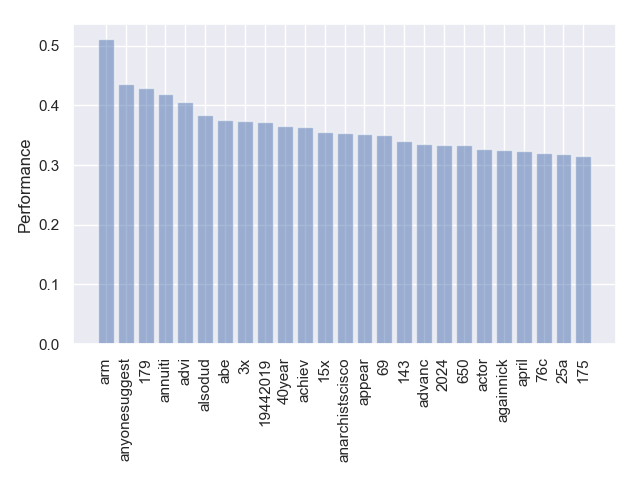 0.5
0.4
0.3
0.2
0.1
0.0
Performance
arm
anyonesuggest
179
annuiti
advi
alsodud
abe
3x
19442019
40year
achiev
15x
anarchistscisco
appear
69
143
advanc
2024
650
actor
againnick
april
76c
25a
175